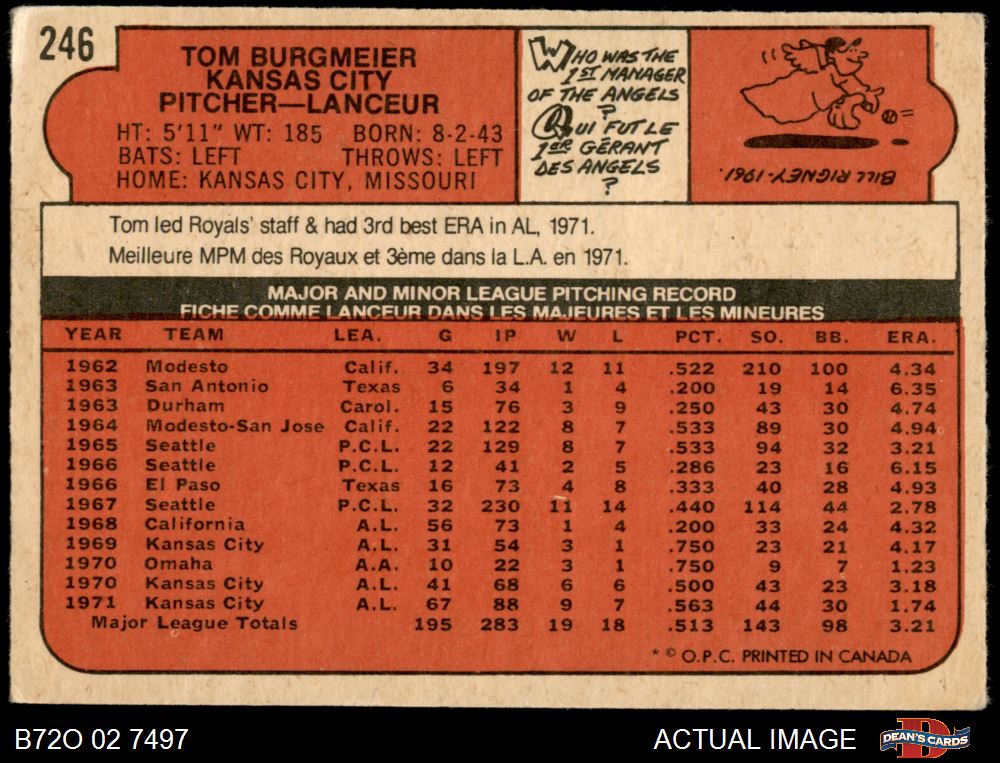 246
TOM BURGMEIER
KANSAS CITY
PITCHER—LANCEUR
HT: 5'11" WT: 185 BORN: 8-2-43
BATS: LEFT THROWS: LEFT
HOME: KANSAS CITY, MISSOURI
WHO WAS THE
1ST MANAGER
OF THE ANGELS
?
QUI FUT LE
1ER GÉRANT
DES ANGELS
?
BILL RIGNEY-1961.
Tom led Royals' staff & had 3rd best ERA in AL, 1971.
Meilleure MPM des Royaux et 3ème dans la L.A. en 1971.
MAJOR AND MINOR LEAGUE PITCHING RECORD
FICHE COMME LANCEUR DANS LES MAJEURES ET LES MINEURES
YEAR TEAM LEA. G IP W L PCT. SO. BB. ERA.
1962 Modesto Calif. 34 197 12 11 .522 210 100 4.34
1963 San Antonio Texas 6 34 1 4 .200 19 14 6.35
1963 Durham Carol. 15 76 3 9 .250 43 30 4.74
1964 Modesto-San Jose Calif. 22 122 8 7 .533 89 30 4.94
1965 Seattle P.C.L. 22 129 8 7 .533 94 32 3.21
1966 Seattle P.C.L. 12 41 2 5 .286 23 16 6.15
1966 El Paso Texas 16 73 4 8 .333 40 28 4.93
1967 Seattle P.C.L. 32 230 11 14 .440 114 44 2.78
1968 California A.L. 56 73 1 4 .200 33 24 4.32
1969 Kansas City A.L. 31 54 3 1 .750 23 21 4.17
1970 Omaha A.A. 10 22 3 1 .750 9 7 1.23
1970 Kansas City A.L. 41 68 6 6 .500 43 23 3.18
1971 Kansas City A.L. 67 88 9 7 .563 44 30 1.74
Major League Totals 195 283 19 18 .513 143 98 3.21
* © O.P.C. PRINTED IN CANADA
B72O 02 7497
ACTUAL IMAGE
D
DEAN'S CARDS